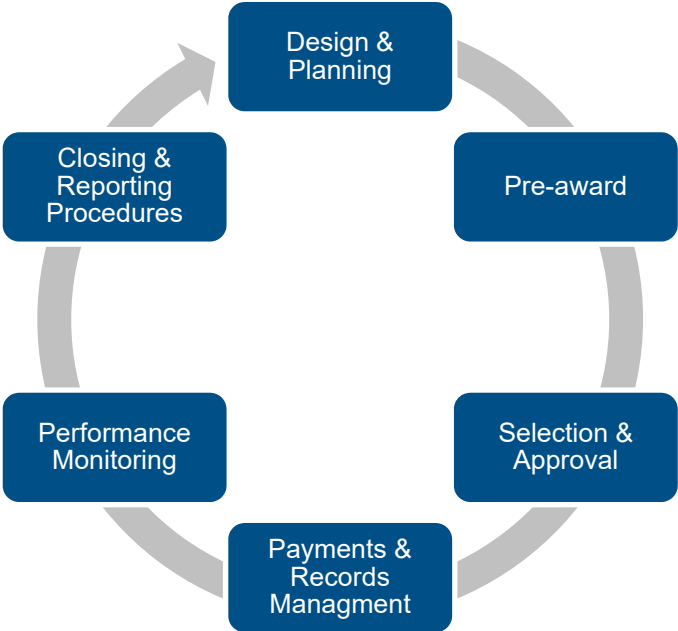 Design &
Planning
Pre-award
Selection &
Approval
Payments &
Records
Managment
Performance
Monitoring
Closing &
Reporting
Procedures